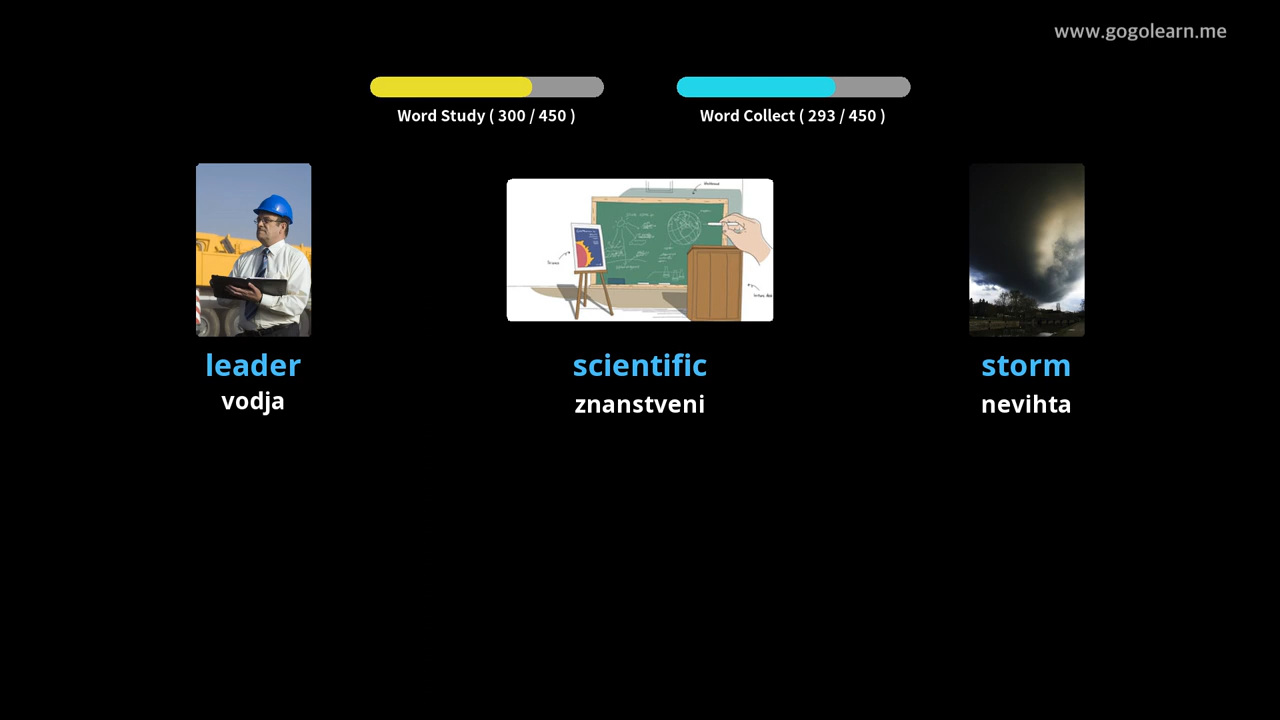 www.gogolearn.me
Word Study ( 300 / 450 )
Word Collect ( 293 / 450 )
leader
vodja
scientific
znanstveni
storm
nevihta